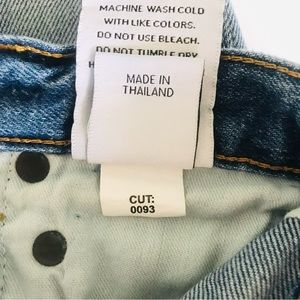 MACHINE WASH COLD
WITH LIKE COLORS.
DO NOT USE BLEACH.
DO NOT TUMBLE DRY.
MADE IN
THAILAND
CUT:
0093